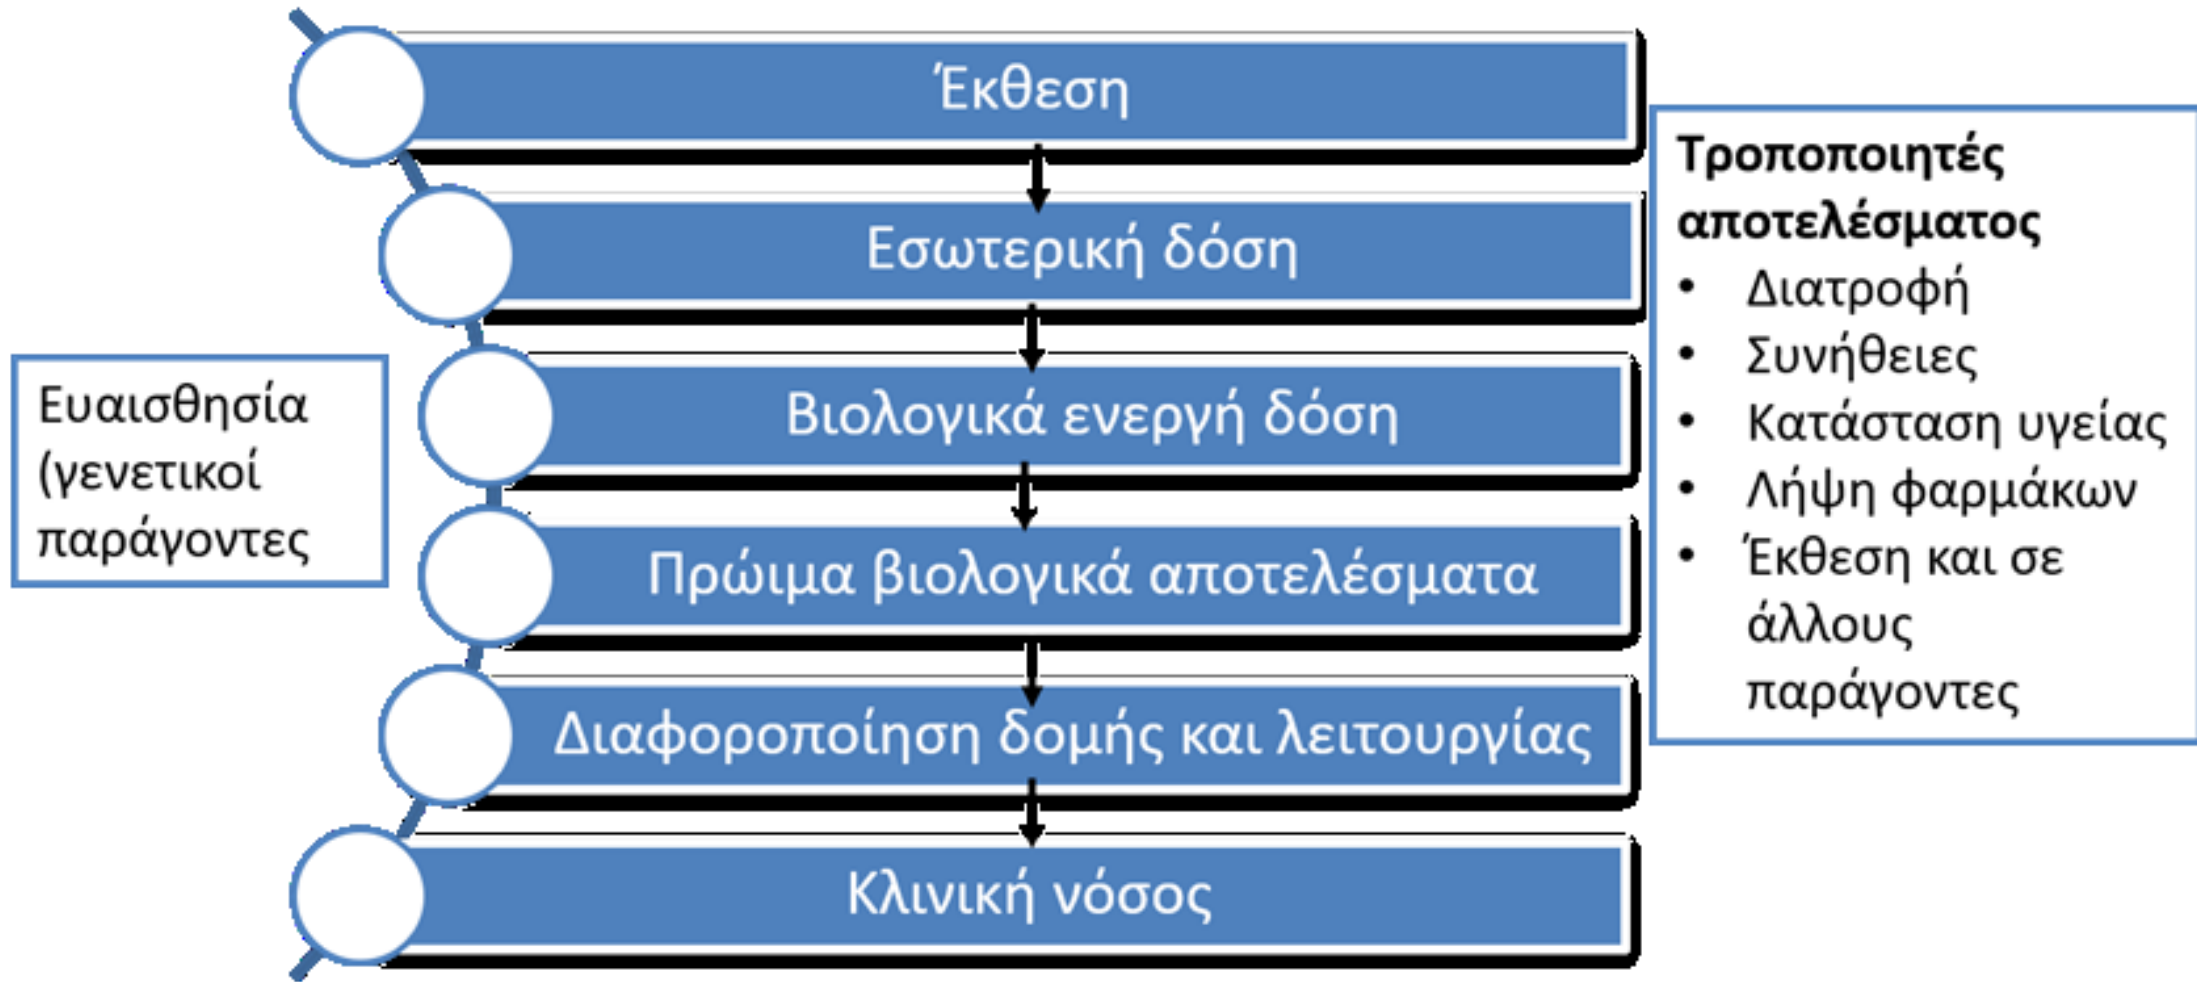 Έκθεση
Εσωτερική δόση
Βιολογικά ενεργή δόση
Πρώιμα βιολογικά αποτελέσματα
Διαφοροποίηση δομής και λειτουργίας
Κλινική νόσος
Ευαισθησία
(γενετικοί
παράγοντες
Τροποποιητές
αποτελέσματος
• Διατροφή
• Συνήθειες
• Κατάσταση υγείας
• Λήψη φαρμάκων
• Έκθεση και σε
άλλους
παράγοντες